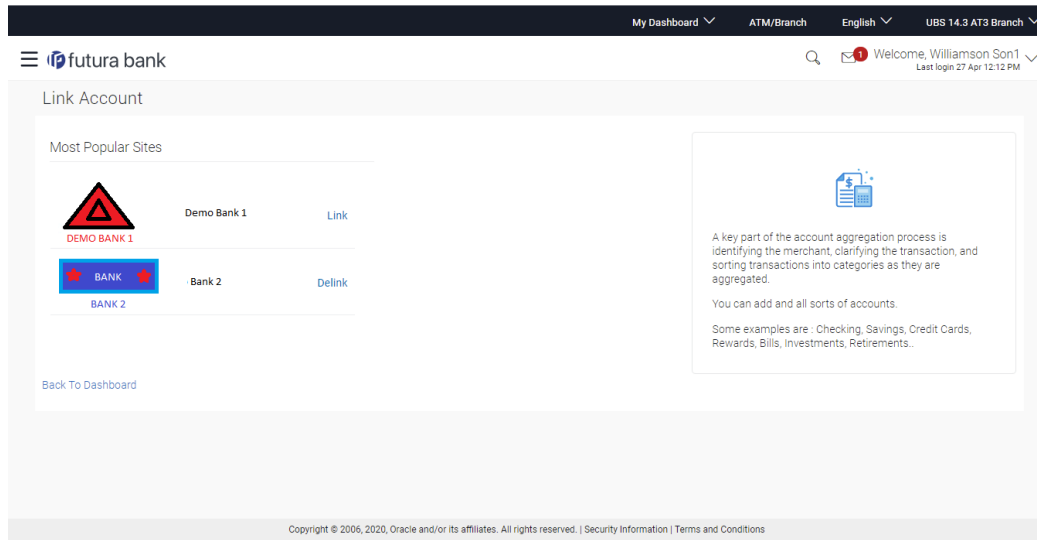 My Dashboard ATM/Branch English UBS 14.3 AT3 Branch
futura bank
1 Welcome, Williamson Son1
Last login 27 Apr 12:12 PM
Link Account
Most Popular Sites
DEMO BANK 1
Demo Bank 1 Link
BANK
BANK 2
Bank 2 Delink
$
A key part of the account aggregation process is
identifying the merchant, clarifying the transaction, and
sorting transactions into categories as they are
aggregated.
You can add and all sorts of accounts.
Some examples are : Checking, Savings, Credit Cards,
Rewards, Bills, Investments, Retirements..
Back To Dashboard
Copyright © 2006, 2020, Oracle and/or its affiliates. All rights reserved. | Security Information | Terms and Conditions